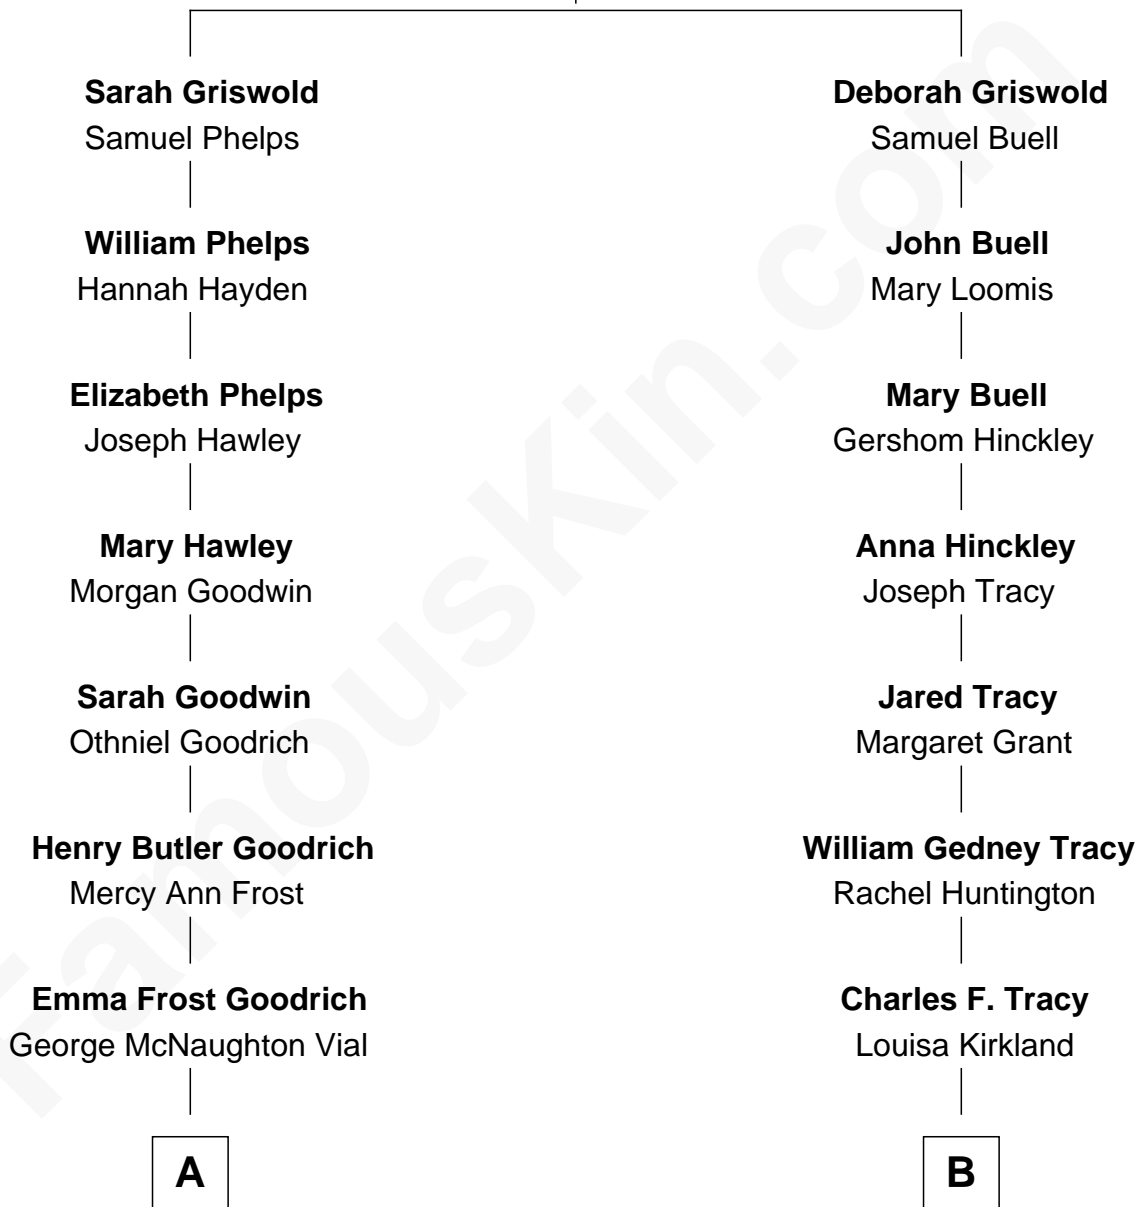 Sarah Griswold
Samuel Phelps
Deborah Griswold
Samuel Buell
William Phelps
Hannah Hayden
John Buell
Mary Loomis
Elizabeth Phelps
Joseph Hawley
Mary Buell
Gershom Hinckley
Mary Hawley
Morgan Goodwin
Anna Hinckley
Joseph Tracy
Sarah Goodwin
Othniel Goodrich
Jared Tracy
Margaret Grant
Henry Butler Goodrich
Mercy Ann Frost
William Gedney Tracy
Rachel Huntington
Emma Frost Goodrich
George McNaughton Vial
Charles F. Tracy
Louisa Kirkland
A
B
FamousKin.com